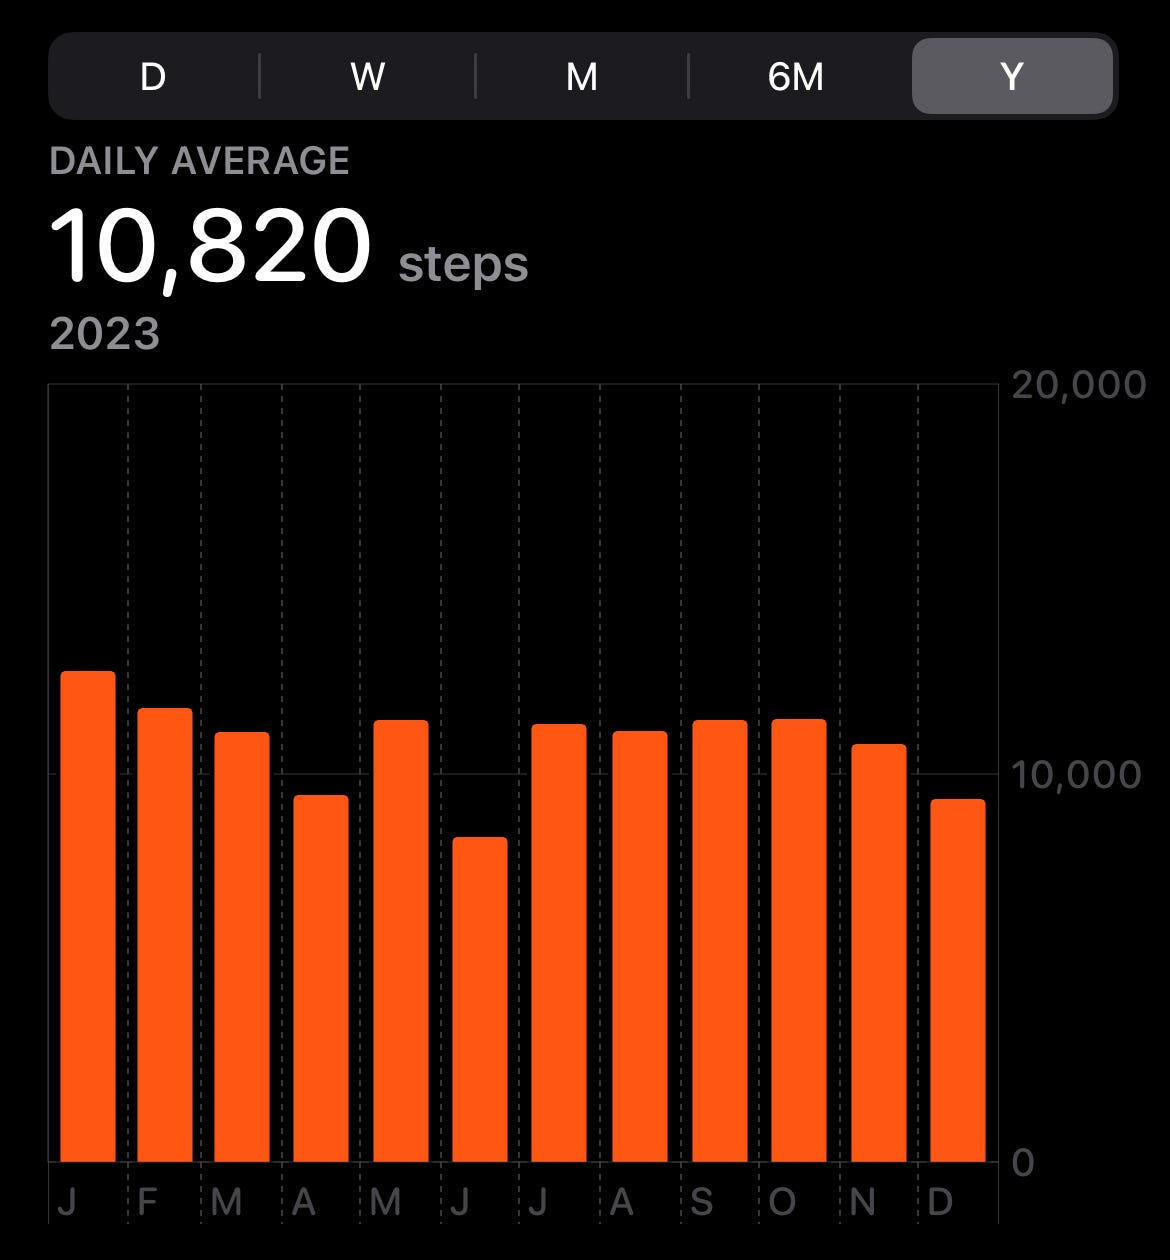 D W M 6M Y
DAILY AVERAGE
10,820 steps
2023
20,000
10,000
0
J F M A M J J A S O N D